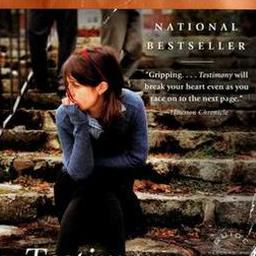 NATIONAL
BESTSELLER
"Gripping. . . . Testimony will
break your heart even as you
race on to the next page."
—Houston Chronicle